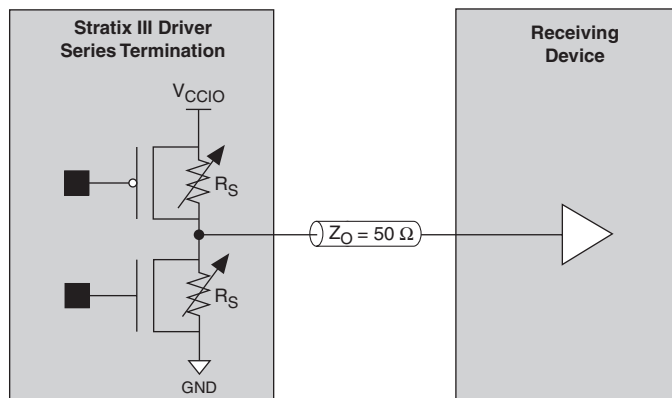 Stratix III Driver
Series Termination
Receiving
Device
VCCIO
RS
ZO = 50 Ω
RS
GND